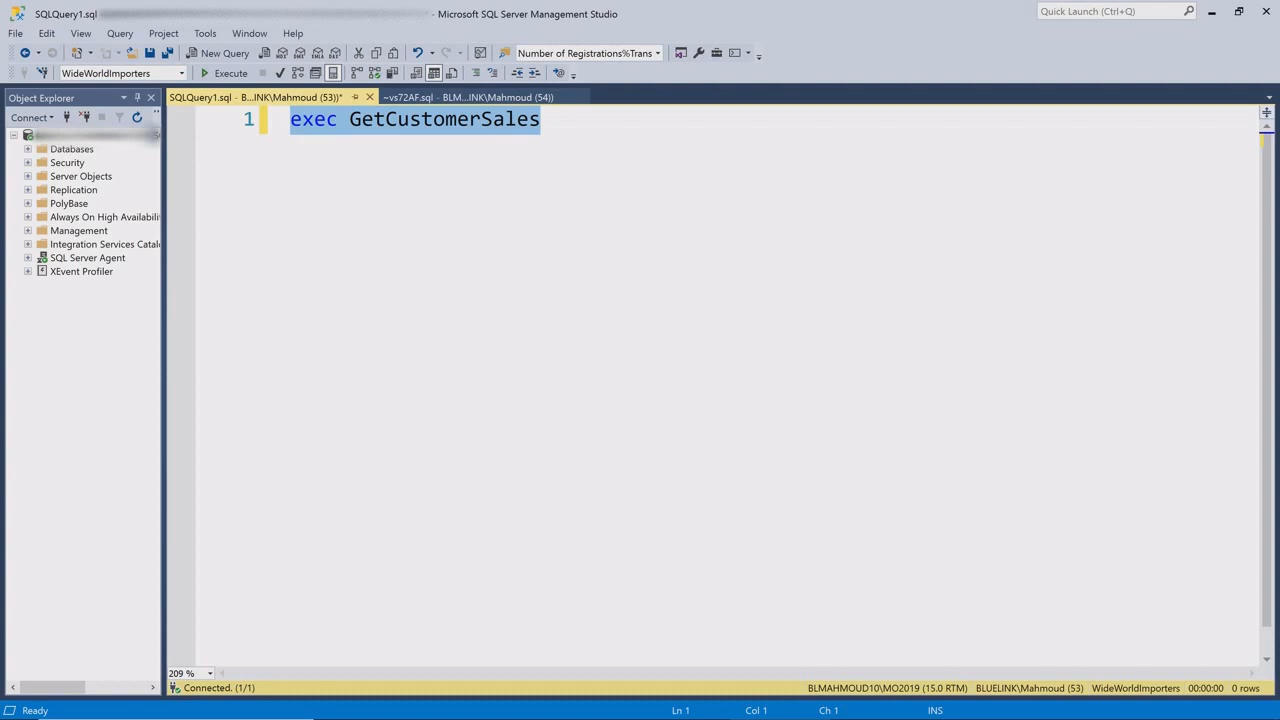 SQLQuery1.sql
- Microsoft SQL Server Management Studio
Quick Launch (Ctrl+Q)
File Edit View Query Project Tools Window Help
New Query
Number of Registrations%Trans
WideWorldImporters
Execute
Object Explorer
SQLQuery1.sql - B...INK\Mahmoud (53))*
~vs72AF.sql - BLM...INK\Mahmoud (54))
Connect
1 exec GetCustomerSales
Databases
Security
Server Objects
Replication
PolyBase
Always On High Availabili
Management
Integration Services Catal
SQL Server Agent
XEvent Profiler
209 %
Connected. (1/1)
BLMAHMOUD10\MO2019 (15.0 RTM) BLUELINK\Mahmoud (53) WideWorldImporters 00:00:00 0 rows
Ready Ln 1 Col 1 Ch 1 INS